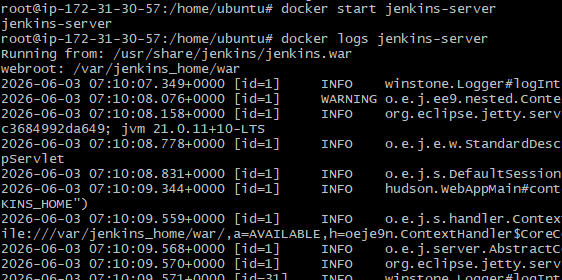 root@ip-172-31-30-57:/home/ubuntu# docker start jenkins-server
jenkins-server
root@ip-172-31-30-57:/home/ubuntu# docker logs jenkins-server
Running from: /usr/share/jenkins/jenkins.war
webroot: /var/jenkins_home/war
2026-06-03 07:10:07.349+0000 [id=1] INFO winstone.Logger#logInt
2026-06-03 07:10:08.076+0000 [id=1] WARNING o.e.j.ee9.nested.Conte
2026-06-03 07:10:08.158+0000 [id=1] INFO org.eclipse.jetty.serv
c3684992da649; jvm 21.0.11+10-LTS
2026-06-03 07:10:08.778+0000 [id=1] INFO o.e.j.e.w.StandardDesc
pServlet
2026-06-03 07:10:08.831+0000 [id=1] INFO o.e.j.s.DefaultSession
2026-06-03 07:10:09.344+0000 [id=1] INFO hudson.WebAppMain#cont
KINS_HOME")
2026-06-03 07:10:09.559+0000 [id=1] INFO o.e.j.s.handler.Contex
ile:///var/jenkins_home/war/,a=AVAILABLE,h=oeje9n.ContextHandler$CoreCo
2026-06-03 07:10:09.568+0000 [id=1] INFO o.e.j.server.AbstractC
2026-06-03 07:10:09.570+0000 [id=1] INFO org.eclipse.jetty.serv
2026-06-03 07:10:09.571+0000 [id=31] INFO winstone.Logger#logInt